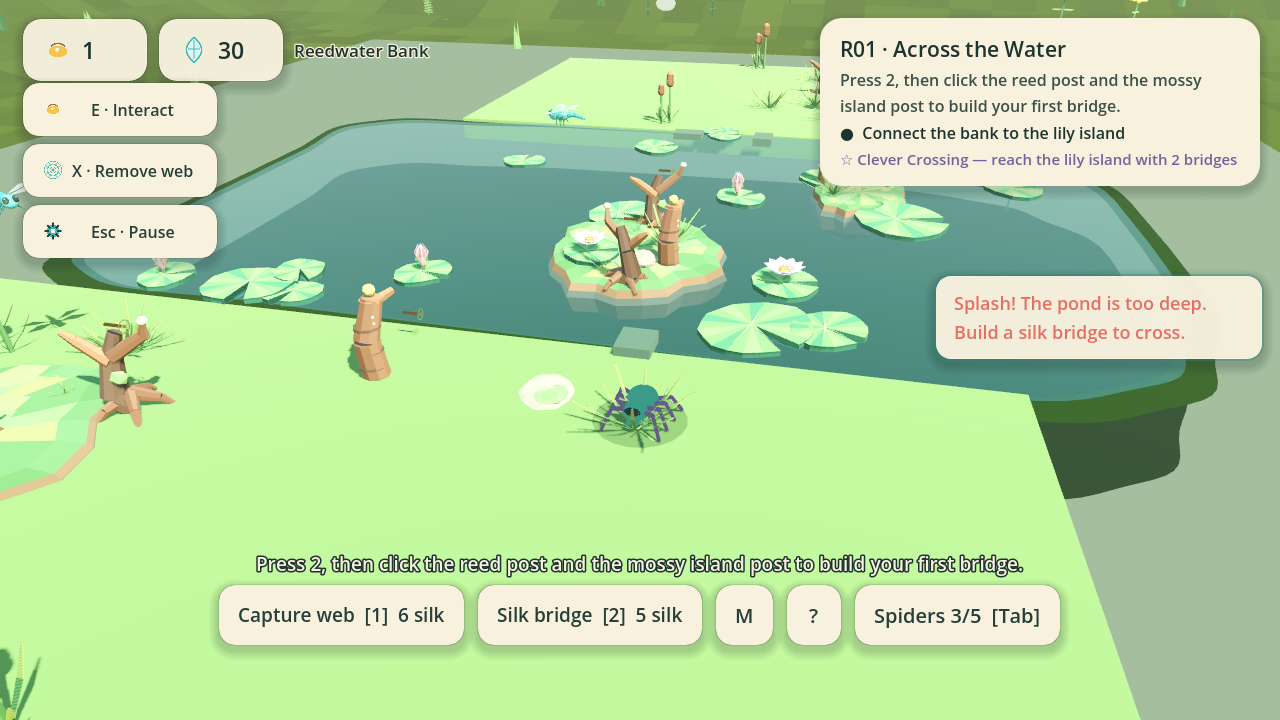 1
30
Reedwater Bank
E · Interact
X · Remove web
Esc · Pause
R01 · Across the Water
Press 2, then click the reed post and the mossy
island post to build your first bridge.
● Connect the bank to the lily island
☆ Clever Crossing — reach the lily island with 2 bridges
Splash! The pond is too deep.
Build a silk bridge to cross.
Press 2, then click the reed post and the mossy island post to build your first bridge.
Capture web [1] 6 silk
Silk bridge [2] 5 silk
M
?
Spiders 3/5 [Tab]